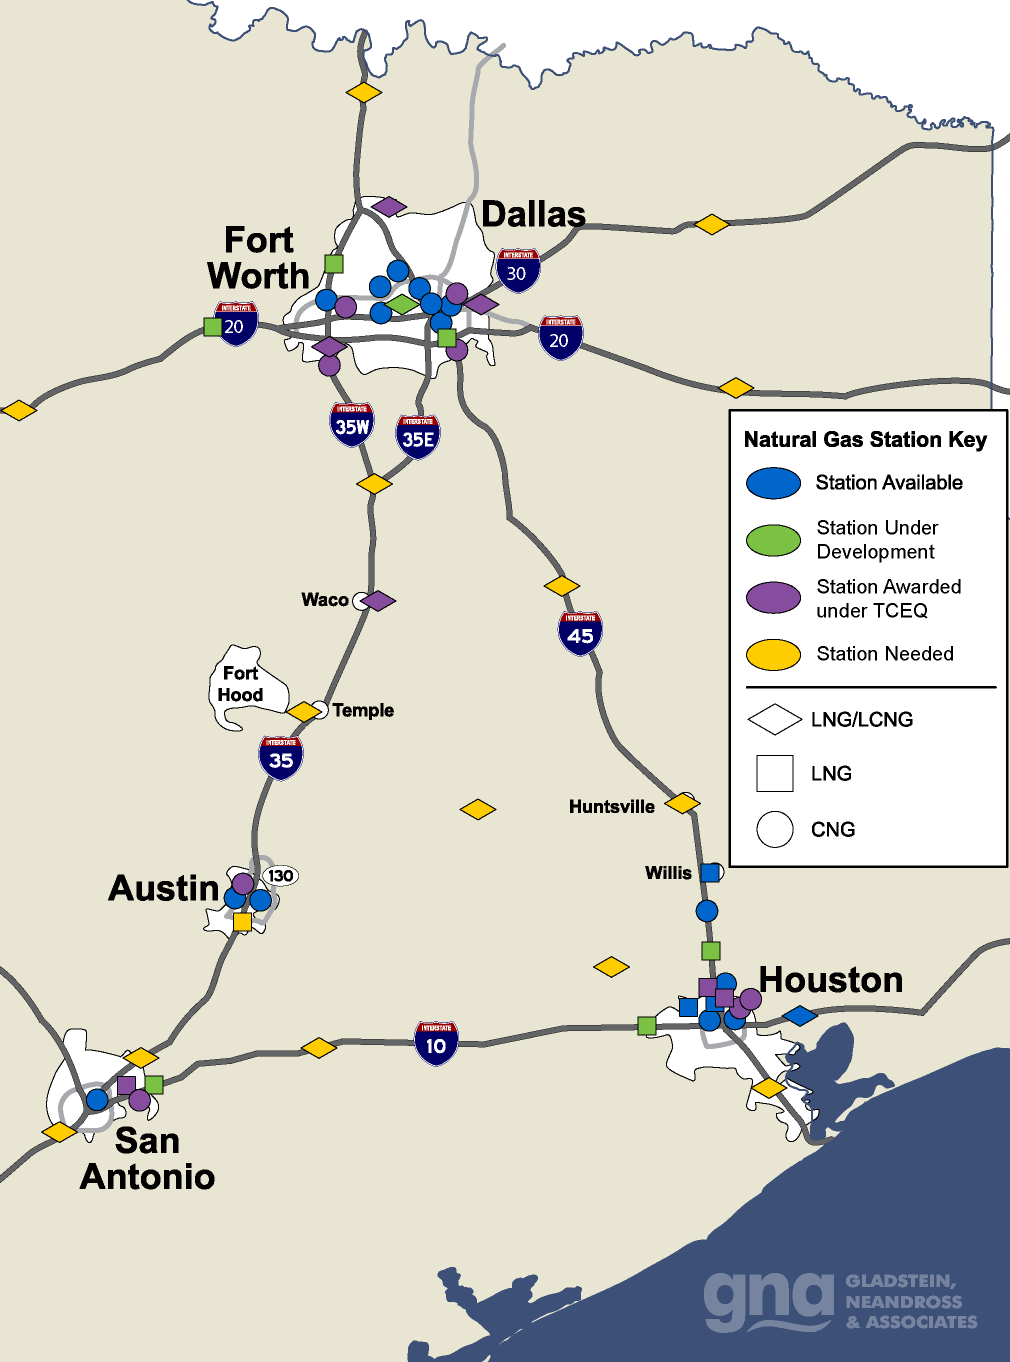 Dallas
Fort
Worth
INTERSTATE
30
INTERSTATE
20
INTERSTATE
20
INTERSTATE
35W
INTERSTATE
35E
Natural Gas Station Key
Station Available
Station Under
Development
Station Awarded
under TCEQ
Station Needed
LNG/LCNG
LNG
CNG
Waco
INTERSTATE
45
Fort
Hood
Temple
INTERSTATE
35
Huntsville
Willis
130
Austin
Houston
INTERSTATE
10
San
Antonio
gna
GLADSTEIN,
NEANDROSS
& ASSOCIATES